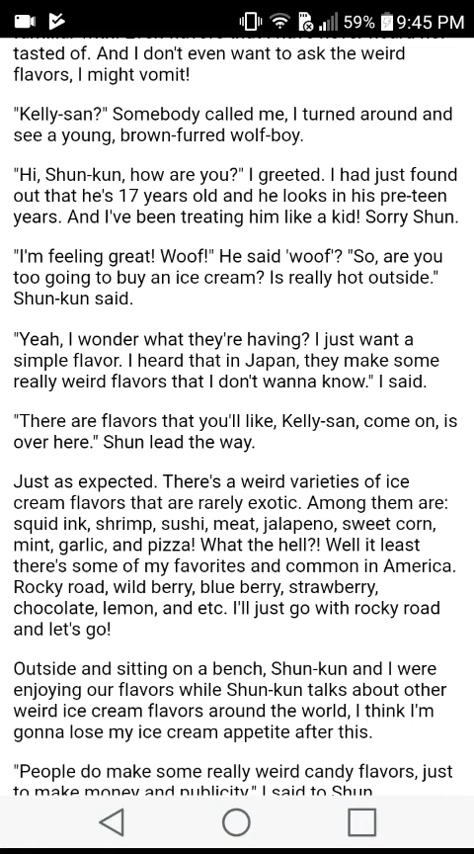 59% 9:45 PM
tasted of. And I don't even want to ask the weird
flavors, I might vomit!
"Kelly-san?" Somebody called me, I turned around and
see a young, brown-furred wolf-boy.
"Hi, Shun-kun, how are you?" I greeted. I had just found
out that he's 17 years old and he looks in his pre-teen
years. And I've been treating him like a kid! Sorry Shun.
"I'm feeling great! Woof!" He said 'woof'? "So, are you
too going to buy an ice cream? Is really hot outside."
Shun-kun said.
"Yeah, I wonder what they're having? I just want a
simple flavor. I heard that in Japan, they make some
really weird flavors that I don't wanna know." I said.
"There are flavors that you'll like, Kelly-san, come on, is
over here." Shun lead the way.
Just as expected. There's a weird varieties of ice
cream flavors that are rarely exotic. Among them are:
squid ink, shrimp, sushi, meat, jalapeno, sweet corn,
mint, garlic, and pizza! What the hell?! Well it least
there's some of my favorites and common in America.
Rocky road, wild berry, blue berry, strawberry,
chocolate, lemon, and etc. I'll just go with rocky road
and let's go!
Outside and sitting on a bench, Shun-kun and I were
enjoying our flavors while Shun-kun talks about other
weird ice cream flavors around the world, I think I'm
gonna lose my ice cream appetite after this.
"People do make some really weird candy flavors, just
to make money and publicity." I said to Shun.